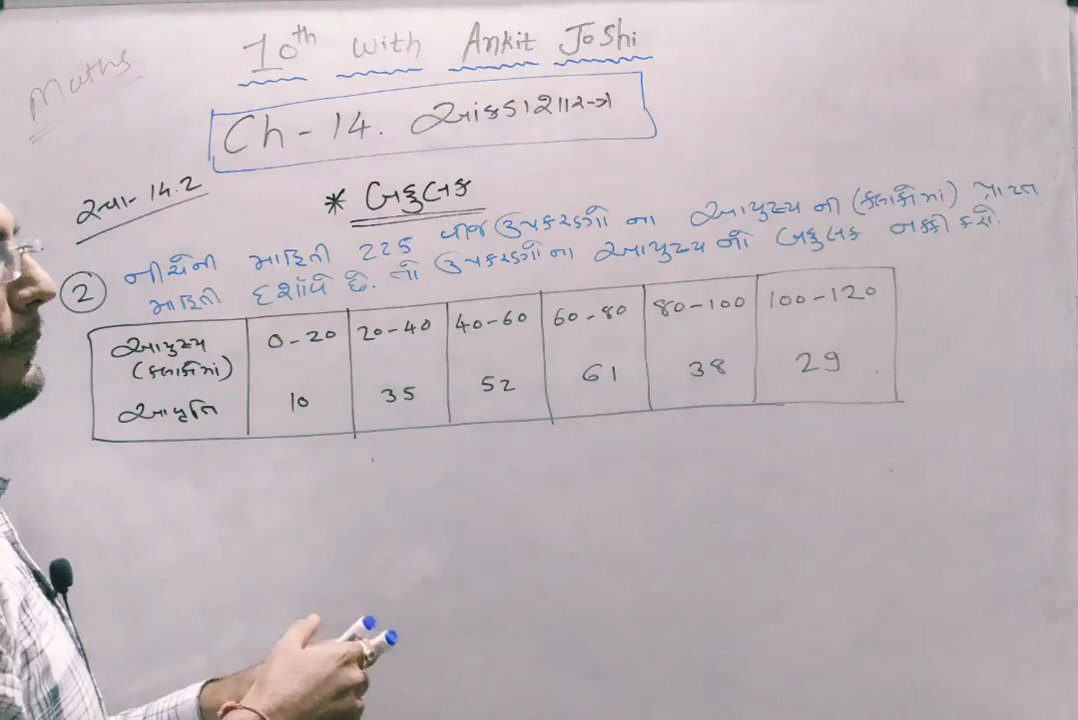 10th with Ankit Joshi
Maths
Ch - 14. આંકડાશાસ્ત્ર
સ્વા- 14.2
* બહુલક
2 નીચેની માહિતી 225 વીજ ઉપકરણો ના આયુષ્ય ની (કલાકોમાં) પ્રાપ્ત
માહિતી દર્શાવે છે. તો ઉપકરણો ના આયુષ્ય નો બહુલક નક્કી કરો.
આયુષ્ય (કલાકોમાં) 0-20 20-40 40-60 60-80 80-100 100-120
આવૃત્તિ 10 35 52 61 38 29